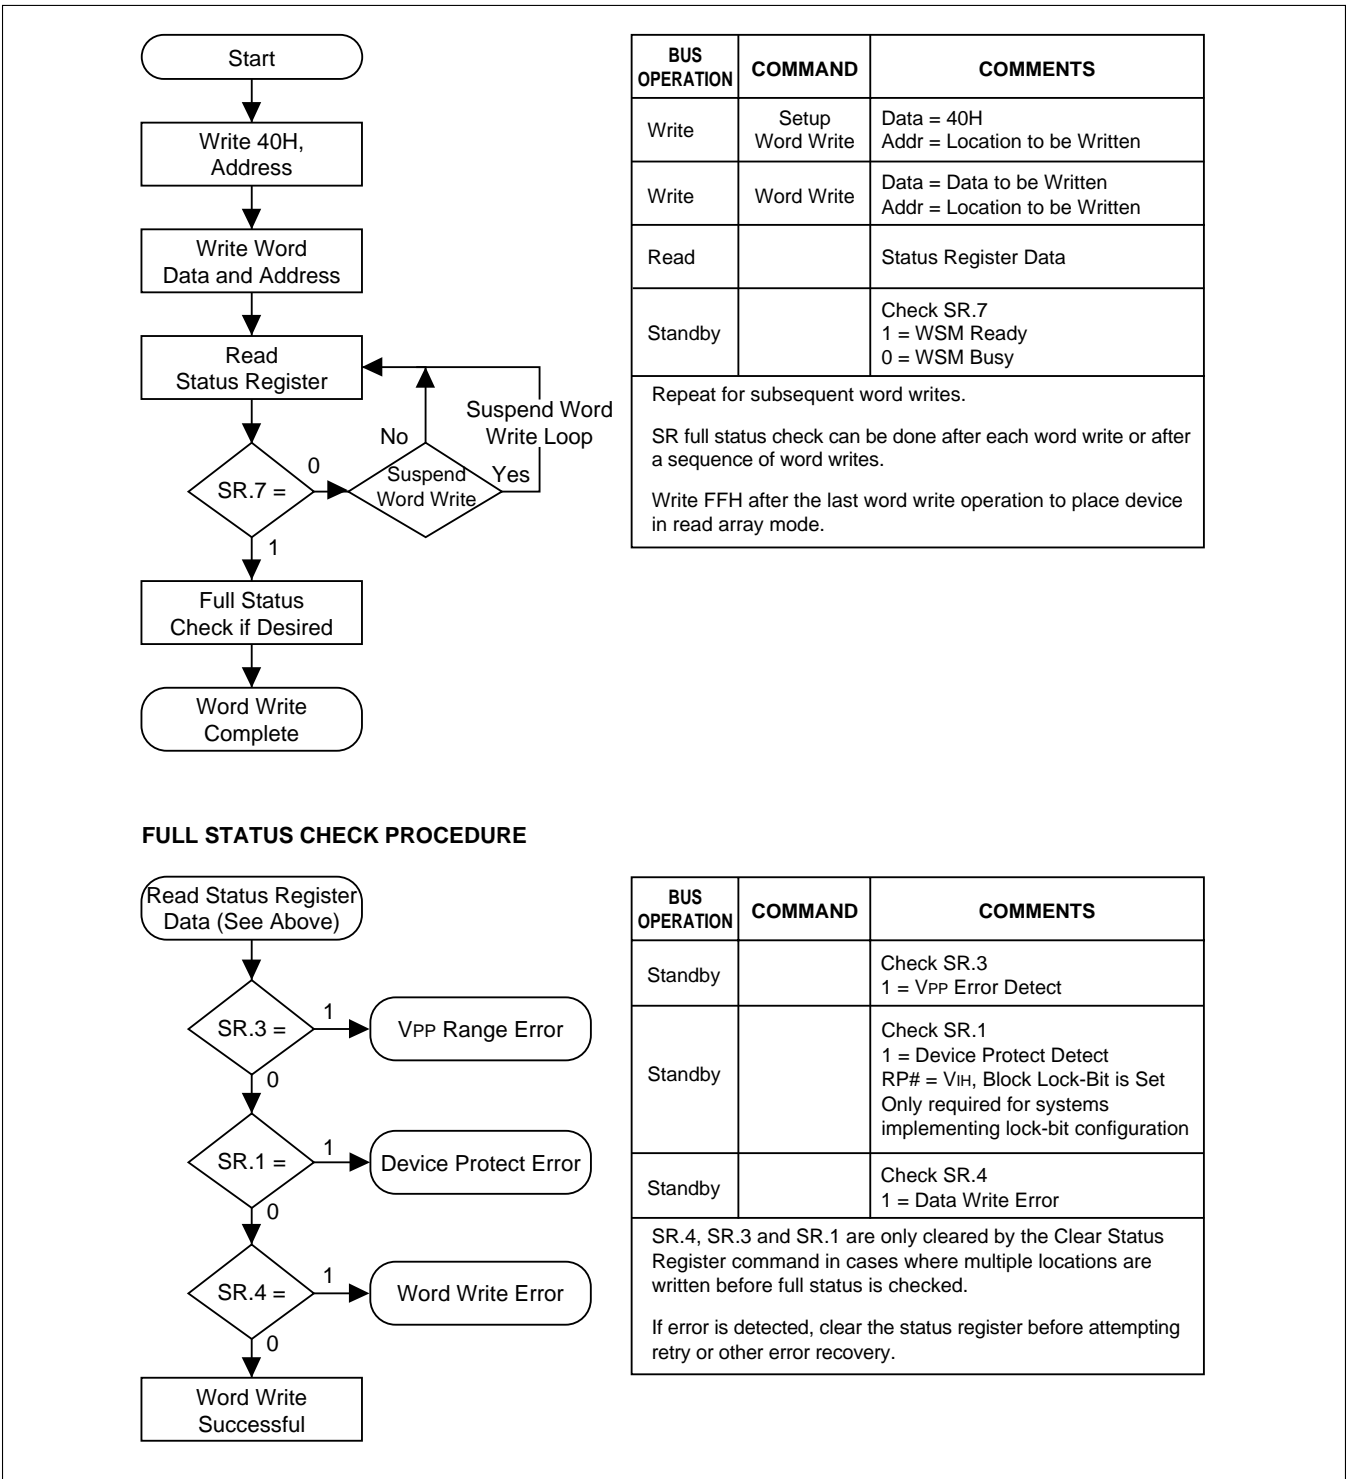 Start
Write 40H,
Address
Write Word
Data and Address
Read
Status Register
Suspend Word
Write Loop
No
0
Suspend
Word Write
Yes
SR.7 =
1
Full Status
Check if Desired
Word Write
Complete
BUS
OPERATION
COMMAND
COMMENTS
Write
Setup
Word Write
Data = 40H
Addr = Location to be Written
Write
Word Write
Data = Data to be Written
Addr = Location to be Written
Read
Status Register Data
Standby
Check SR.7
1 = WSM Ready
0 = WSM Busy
Repeat for subsequent word writes.
SR full status check can be done after each word write or after
a sequence of word writes.
Write FFH after the last word write operation to place device
in read array mode.
FULL STATUS CHECK PROCEDURE
Read Status Register
Data (See Above)
SR.3 =
1
VPP Range Error
0
SR.1 =
1
Device Protect Error
0
SR.4 =
1
Word Write Error
0
Word Write
Successful
BUS
OPERATION
COMMAND
COMMENTS
Standby
Check SR.3
1 = VPP Error Detect
Standby
Check SR.1
1 = Device Protect Detect
RP# = VIH, Block Lock-Bit is Set
Only required for systems
implementing lock-bit configuration
Standby
Check SR.4
1 = Data Write Error
SR.4, SR.3 and SR.1 are only cleared by the Clear Status
Register command in cases where multiple locations are
written before full status is checked.
If error is detected, clear the status register before attempting
retry or other error recovery.